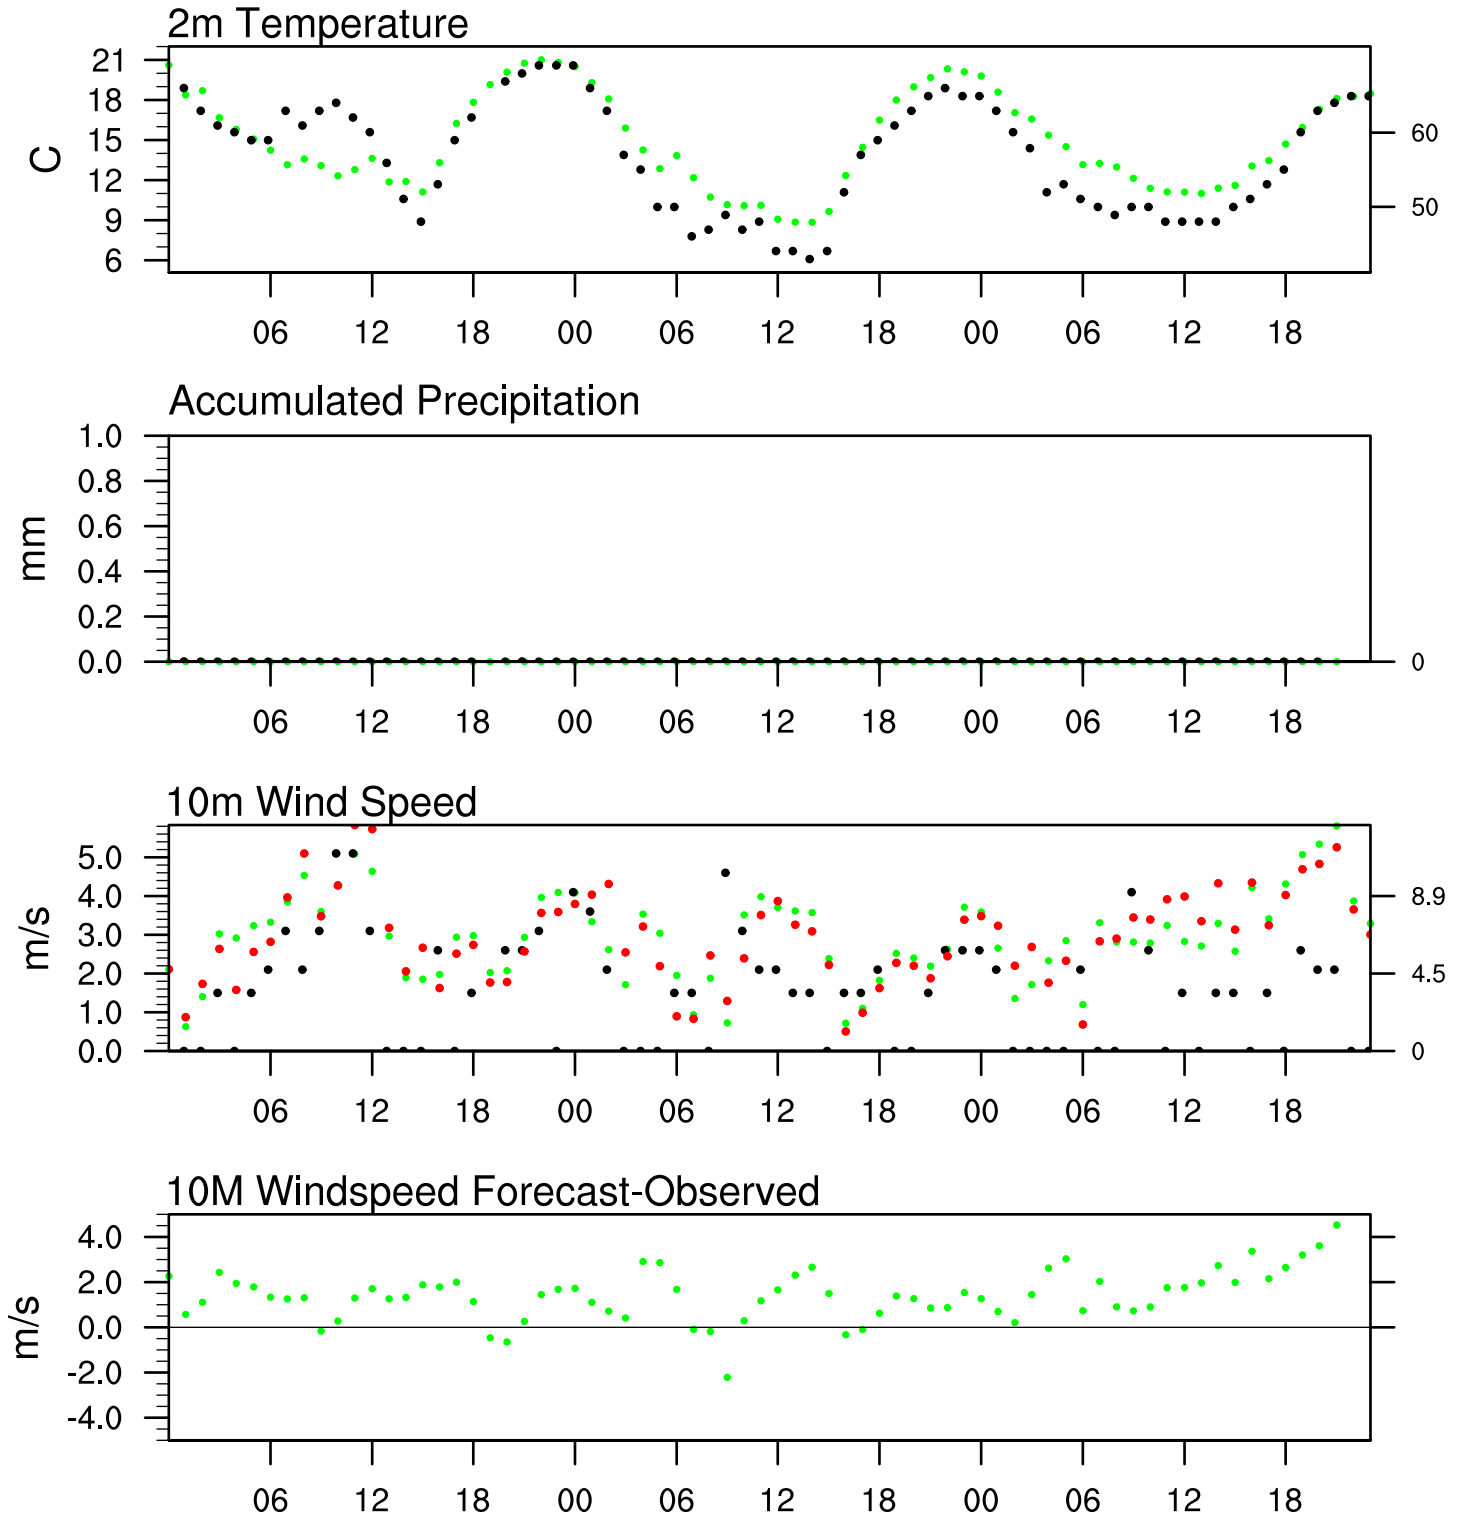 2m Temperature
21
18
15
12
9
6
C
60
50
06 12 18 00 06 12 18 00 06 12 18
Accumulated Precipitation
1.0
0.8
0.6
0.4
0.2
0.0
mm
0
06 12 18 00 06 12 18 00 06 12 18
10m Wind Speed
5.0
4.0
3.0
2.0
1.0
0.0
m/s
8.9
4.5
0
06 12 18 00 06 12 18 00 06 12 18
10M Windspeed Forecast-Observed
4.0
2.0
0.0
-2.0
-4.0
m/s
06 12 18 00 06 12 18 00 06 12 18